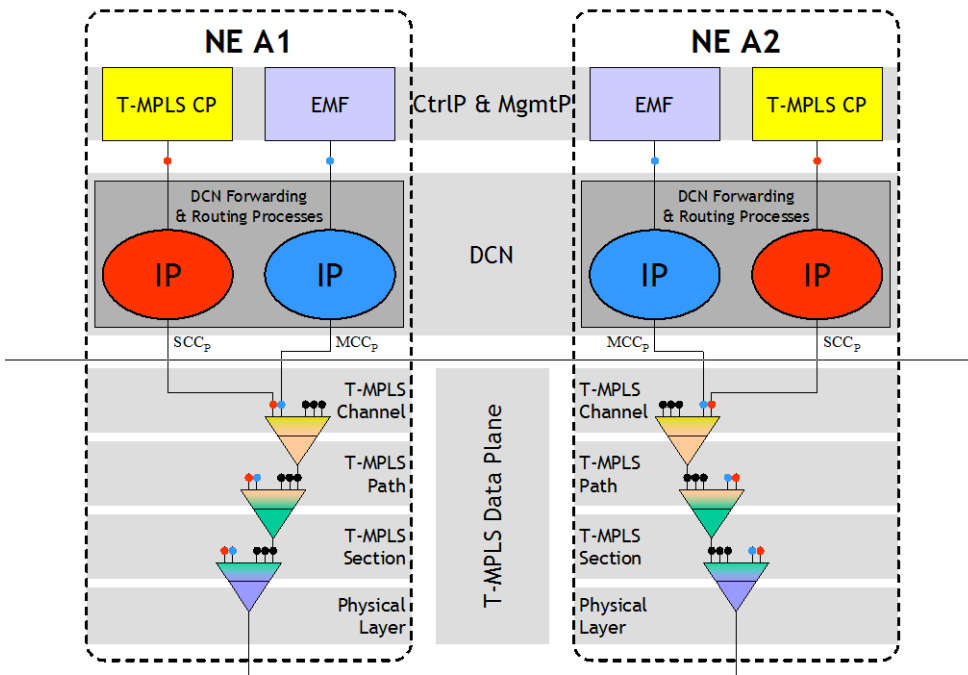 NE A1
NE A2
T-MPLS CP
EMF
CtrlP & MgmtP
EMF
T-MPLS CP
DCN Forwarding
& Routing Processes
DCN Forwarding
& Routing Processes
IP
IP
DCN
IP
IP
SCCP
MCCP
MCCP
SCCP
T-MPLS
Channel
T-MPLS
Path
T-MPLS
Section
Physical
Layer
T-MPLS Data Plane
T-MPLS
Channel
T-MPLS
Path
T-MPLS
Section
Physical
Layer